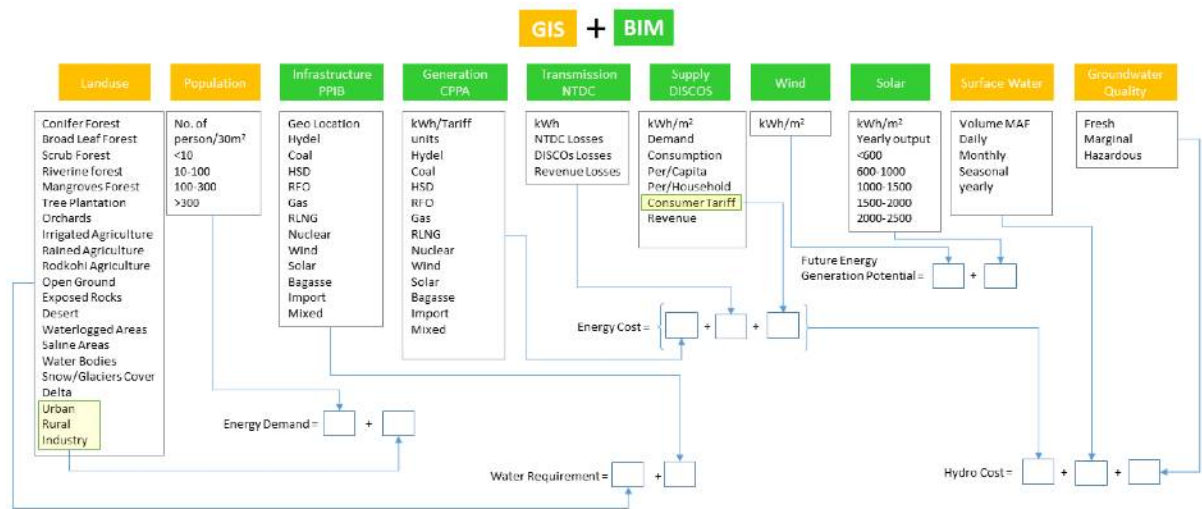 GIS + BIM
Landuse
Population
Infrastructure
PPIB
Generation
CPPA
Transmission
NTDC
Supply
DISCOS
Wind
Solar
Surface Water
Groundwater
Quality
Conifer Forest
Broad Leaf Forest
Scrub Forest
Riverine forest
Mangroves Forest
Tree Plantation
Orchards
Irrigated Agriculture
Rained Agriculture
Rodkohi Agriculture
Open Ground
Exposed Rocks
Desert
Waterlogged Areas
Saline Areas
Water Bodies
Snow/Glaciers Cover
Delta
Urban
Rural
Industry
No. of
person/30m²
<10
10-100
100-300
>300
Geo Location
Hydel
Coal
HSD
RFO
Gas
RLNG
Nuclear
Wind
Solar
Bagasse
Import
Mixed
kWh/Tariff
units
Hydel
Coal
HSD
RFO
Gas
RLNG
Nuclear
Wind
Solar
Bagasse
Import
Mixed
kWh
NTDC Losses
DISCOs Losses
Revenue Losses
kWh/m²
Demand
Consumption
Per/Capita
Per/Household
Consumer Tariff
Revenue
kWh/m²
kWh/m²
Yearly output
<600
600-1000
1000-1500
1500-2000
2000-2500
Volume MAF
Daily
Monthly
Seasonal
yearly
Fresh
Marginal
Hazardous
Future Energy
Generation Potential = +
Energy Cost = { + + }
Energy Demand = +
Water Requirement = +
Hydro Cost = + +